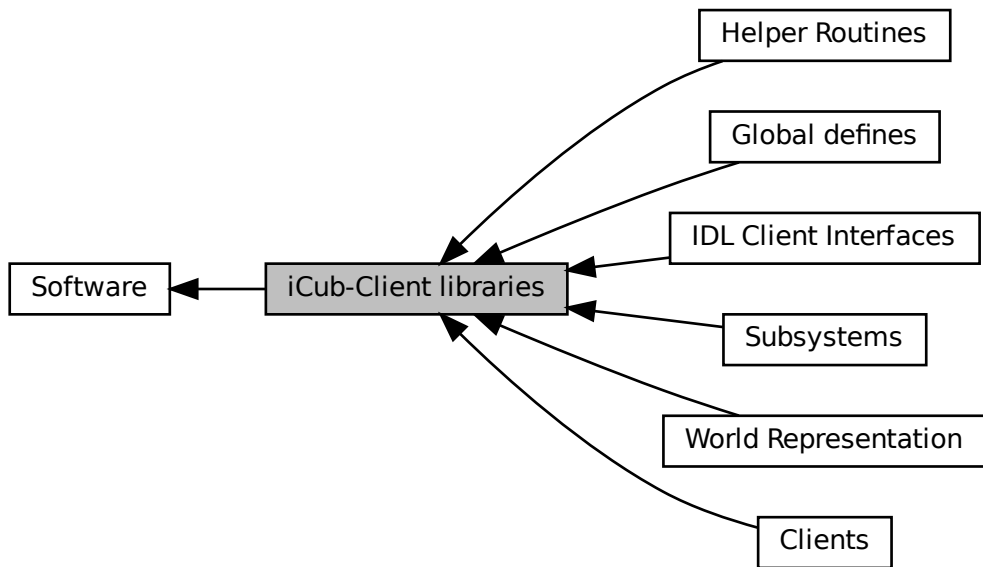 Helper Routines
Global defines
IDL Client Interfaces
Software
iCub-Client libraries
Subsystems
World Representation
Clients